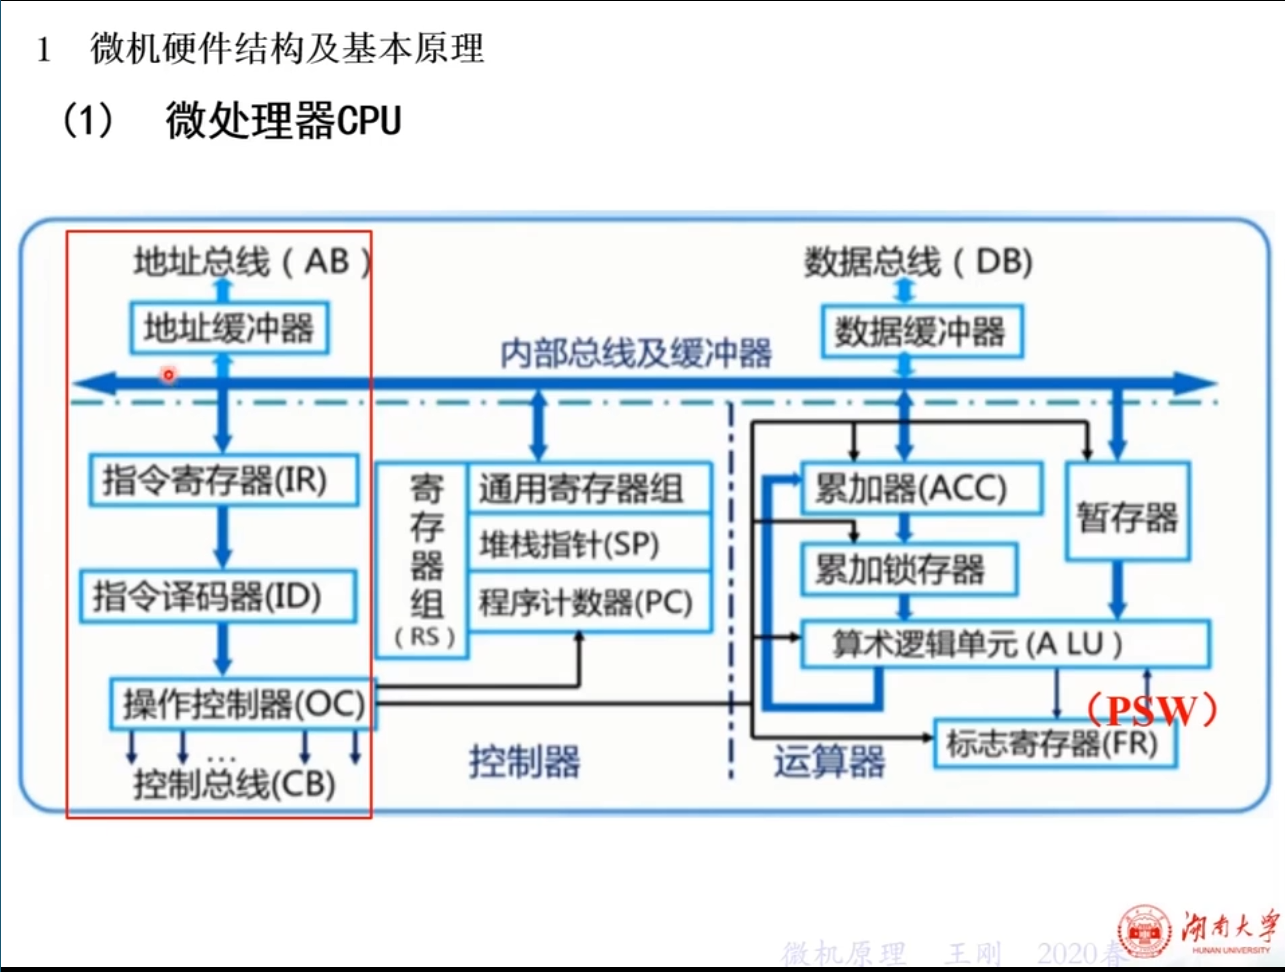 1 微机硬件结构及基本原理
(1) 微处理器CPU
地址总线(AB)
数据总线(DB)
地址缓冲器
数据缓冲器
内部总线及缓冲器
指令寄存器(IR)
寄存器组
(RS)
通用寄存器组
堆栈指针(SP)
程序计数器(PC)
累加器(ACC)
暂存器
累加锁存器
指令译码器(ID)
算术逻辑单元(A LU)
操作控制器(OC)
(PSW)
标志寄存器(FR)
…
控制总线(CB)
控制器
运算器
湖南大学
HUNAN UNIVERSITY
微机原理 王刚 2020春